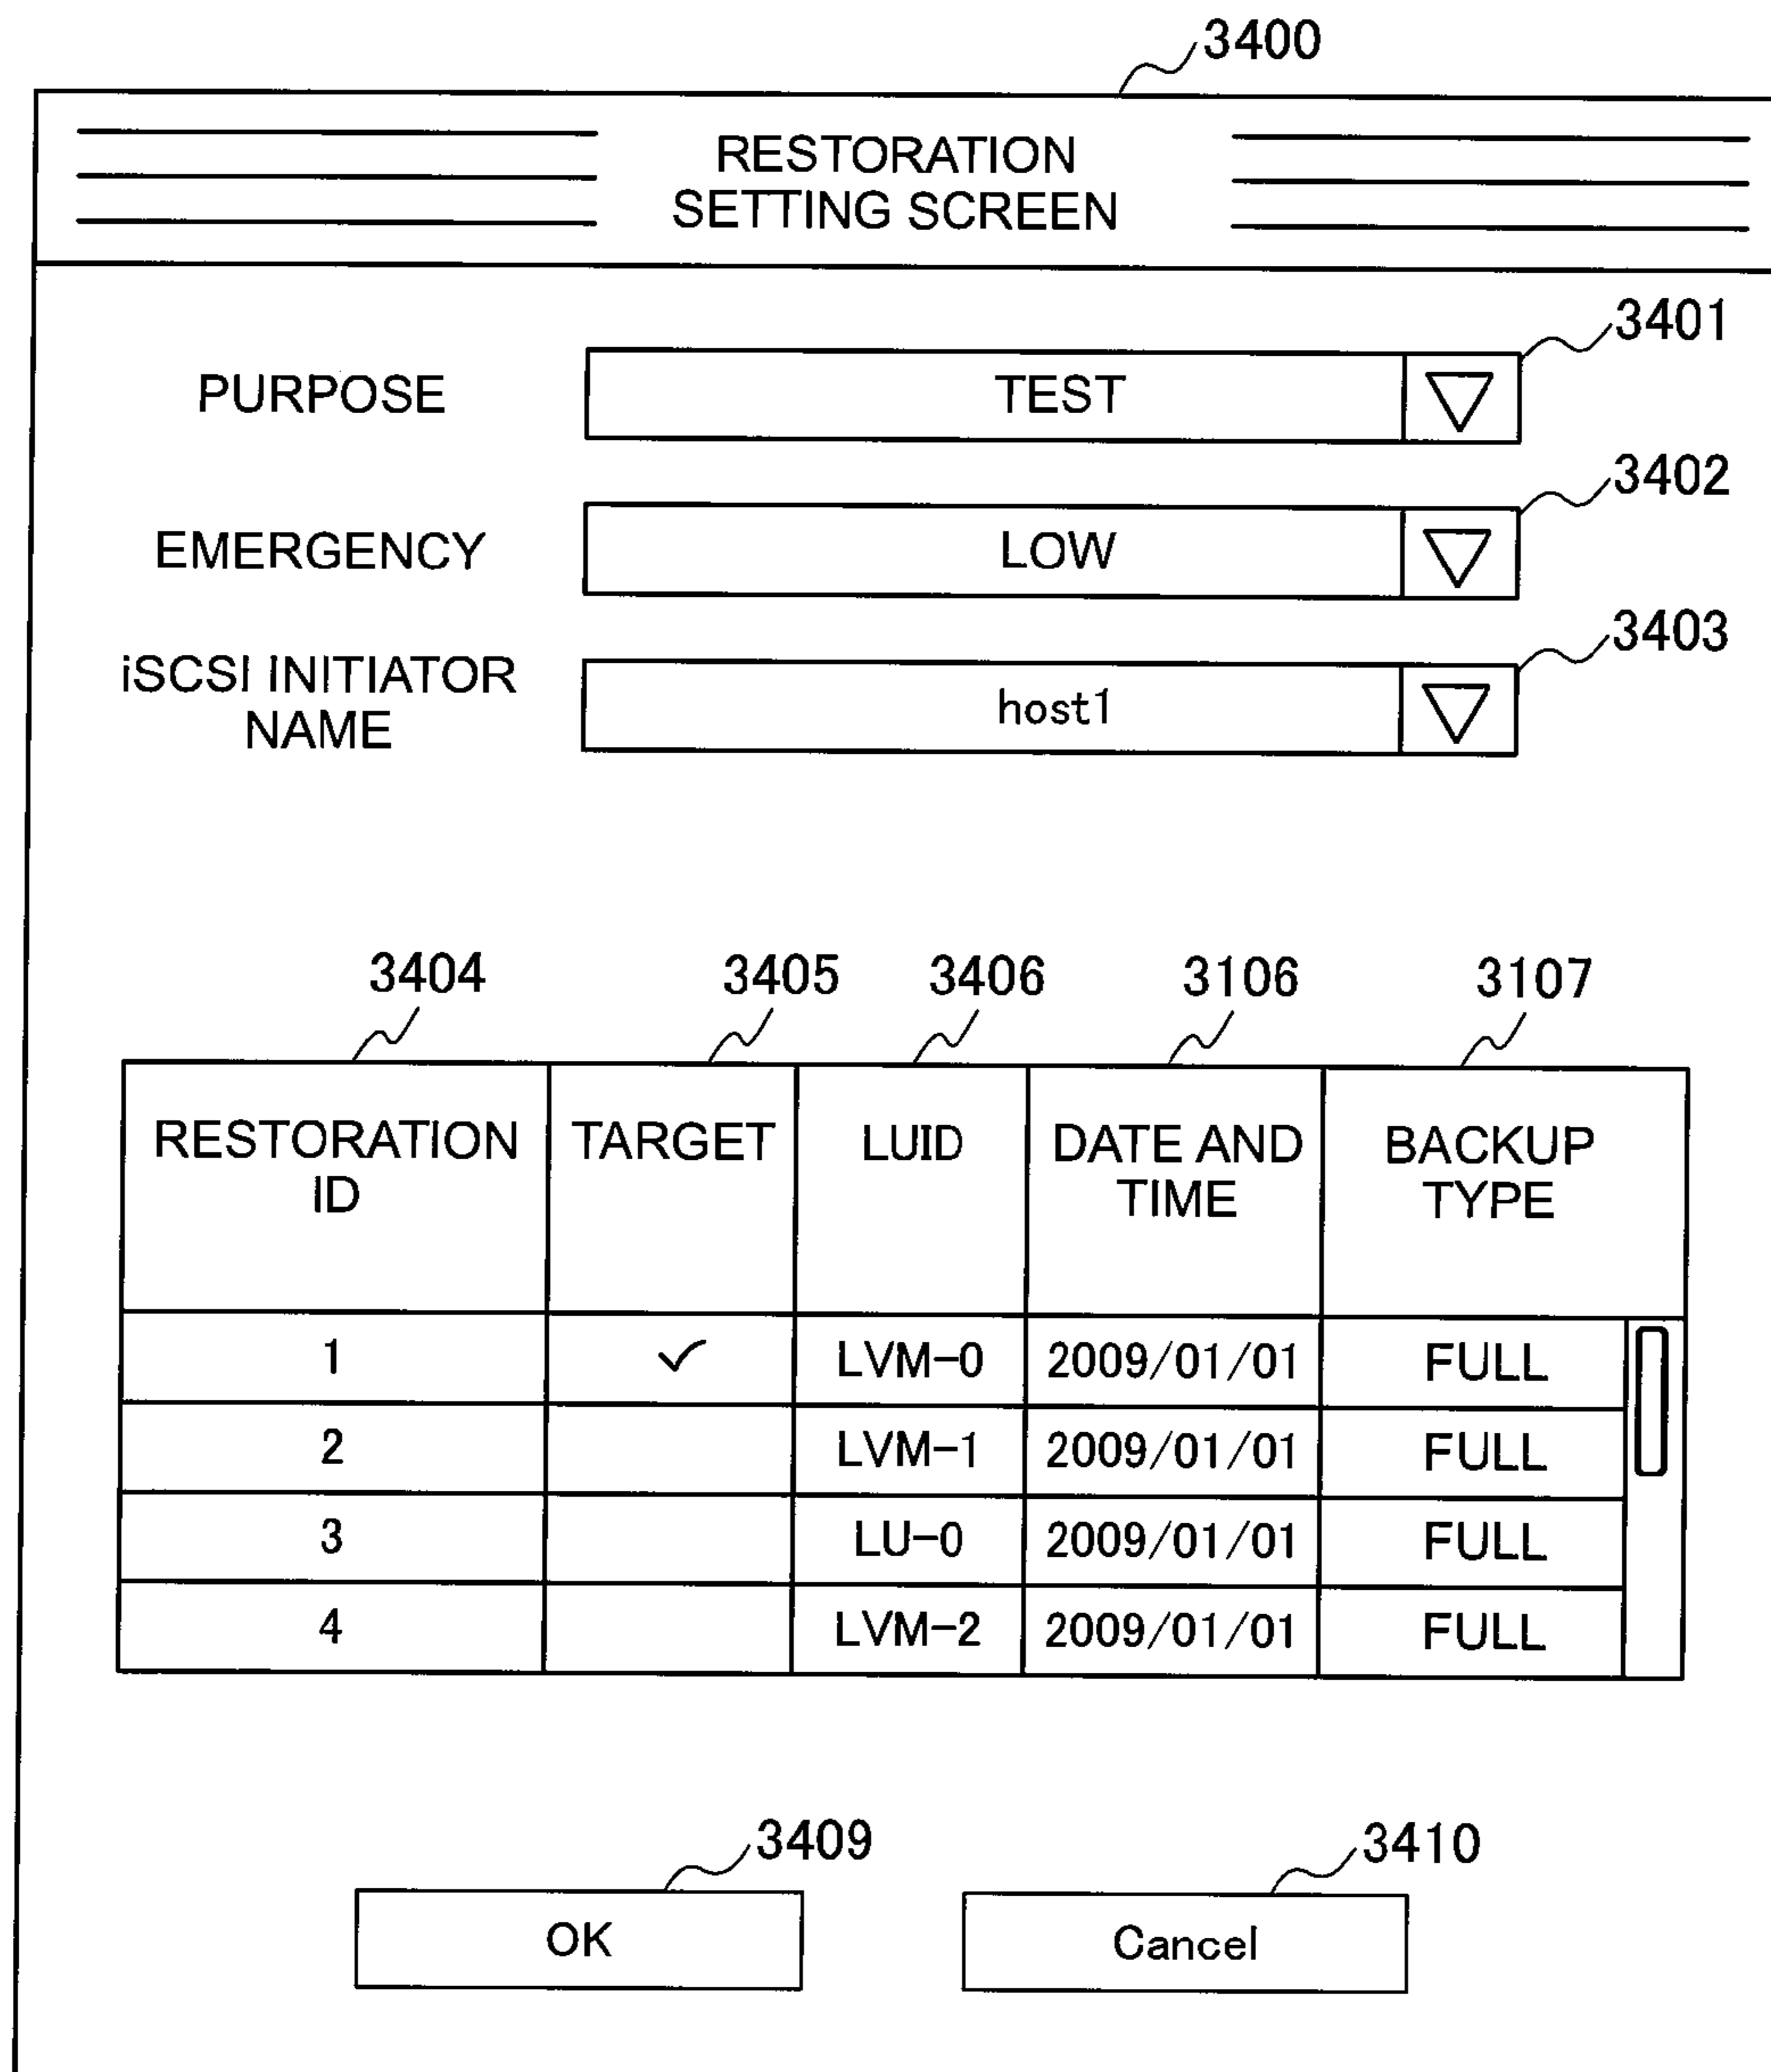 3400
RESTORATION
SETTING SCREEN
3401
PURPOSE TEST
3402
EMERGENCY LOW
3403
iSCSI INITIATOR
NAME
host1
3404 3405 3406 3106 3107
RESTORATION
ID
TARGET
LUID
DATE AND
TIME
BACKUP
TYPE
1 ✓ LVM-0 2009/01/01 FULL
2 LVM-1 2009/01/01 FULL
3 LU-0 2009/01/01 FULL
4 LVM-2 2009/01/01 FULL
3409 3410
OK Cancel